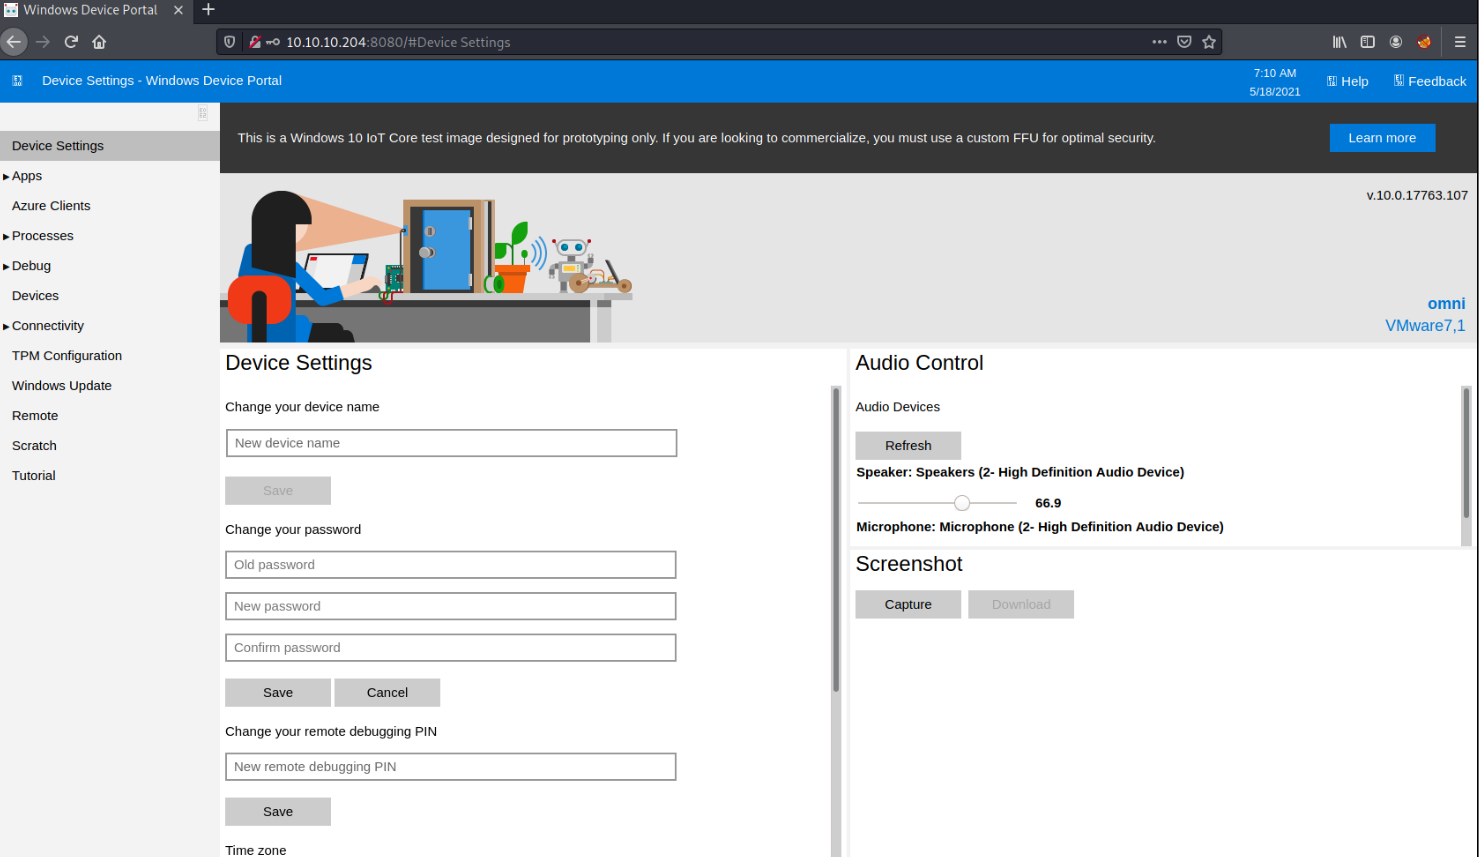 Windows Device Portal
10.10.10.204:8080/#Device Settings
Device Settings - Windows Device Portal
7:10 AM
5/18/2021
Help
Feedback
This is a Windows 10 IoT Core test image designed for prototyping only. If you are looking to commercialize, you must use a custom FFU for optimal security.
Learn more
Device Settings
Apps
Azure Clients
Processes
Debug
Devices
Connectivity
TPM Configuration
Windows Update
Remote
Scratch
Tutorial
v.10.0.17763.107
omni
VMware7,1
Device Settings
Change your device name
New device name
Save
Change your password
Old password
New password
Confirm password
Save
Cancel
Change your remote debugging PIN
New remote debugging PIN
Save
Time zone
Audio Control
Audio Devices
Refresh
Speaker: Speakers (2- High Definition Audio Device)
66.9
Microphone: Microphone (2- High Definition Audio Device)
Screenshot
Capture
Download